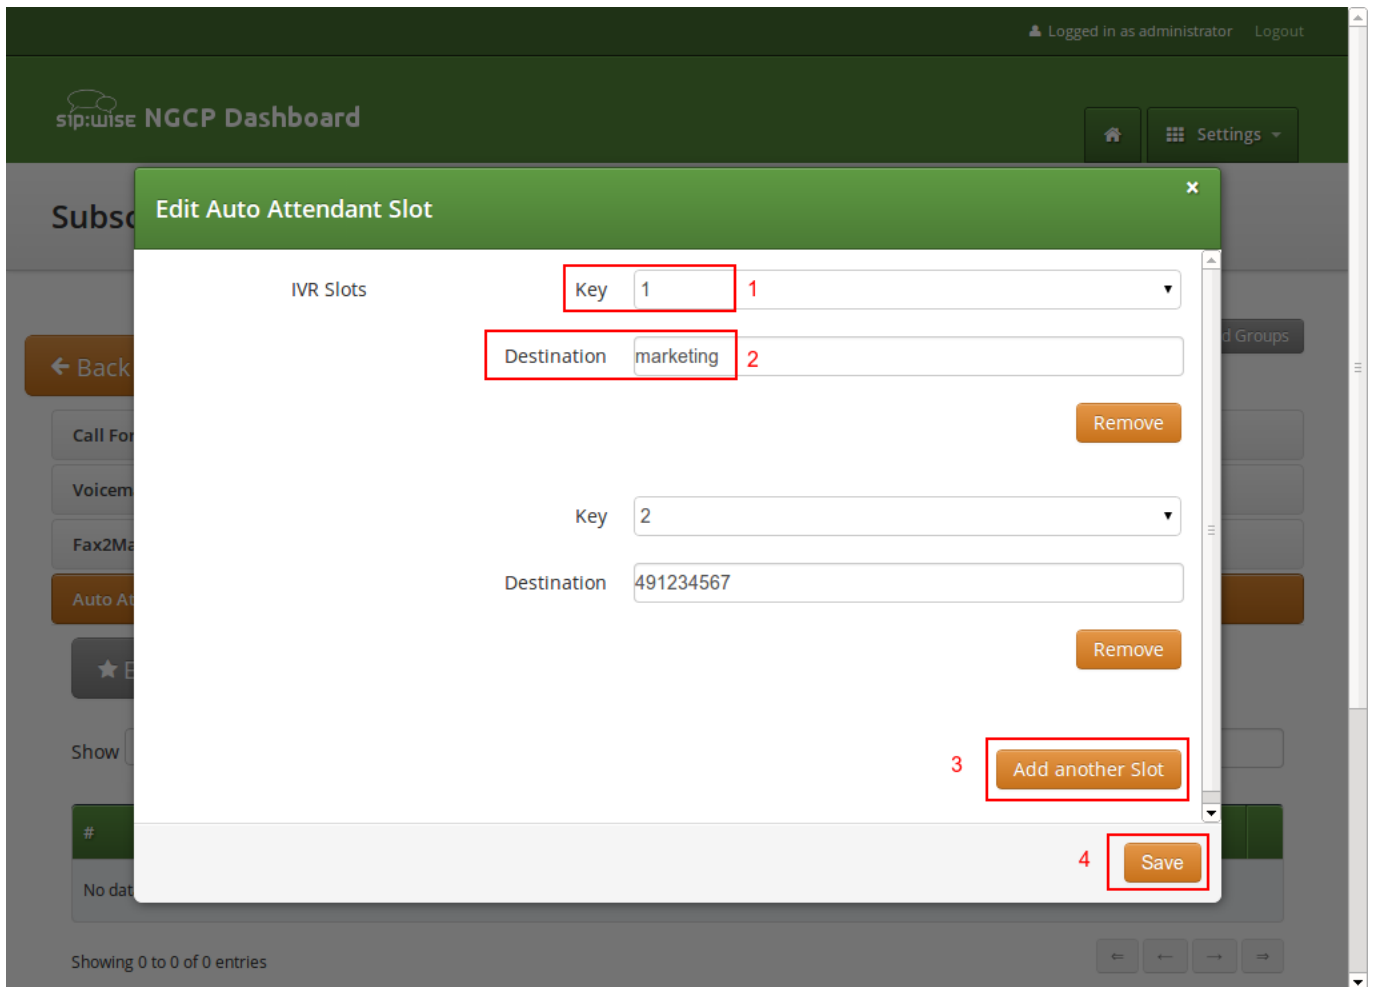 Logged in as administrator Logout
sip:wise NGCP Dashboard
Settings
Subsc
Edit Auto Attendant Slot ×
IVR Slots Key 1 1
d Groups
Destination marketing 2
Back
Remove
Call For
Voicem
Key 2
Fax2Ma
Destination 491234567
Auto At
Remove
E
Show
3 Add another Slot
#
4 Save
No dat
Showing 0 to 0 of 0 entries